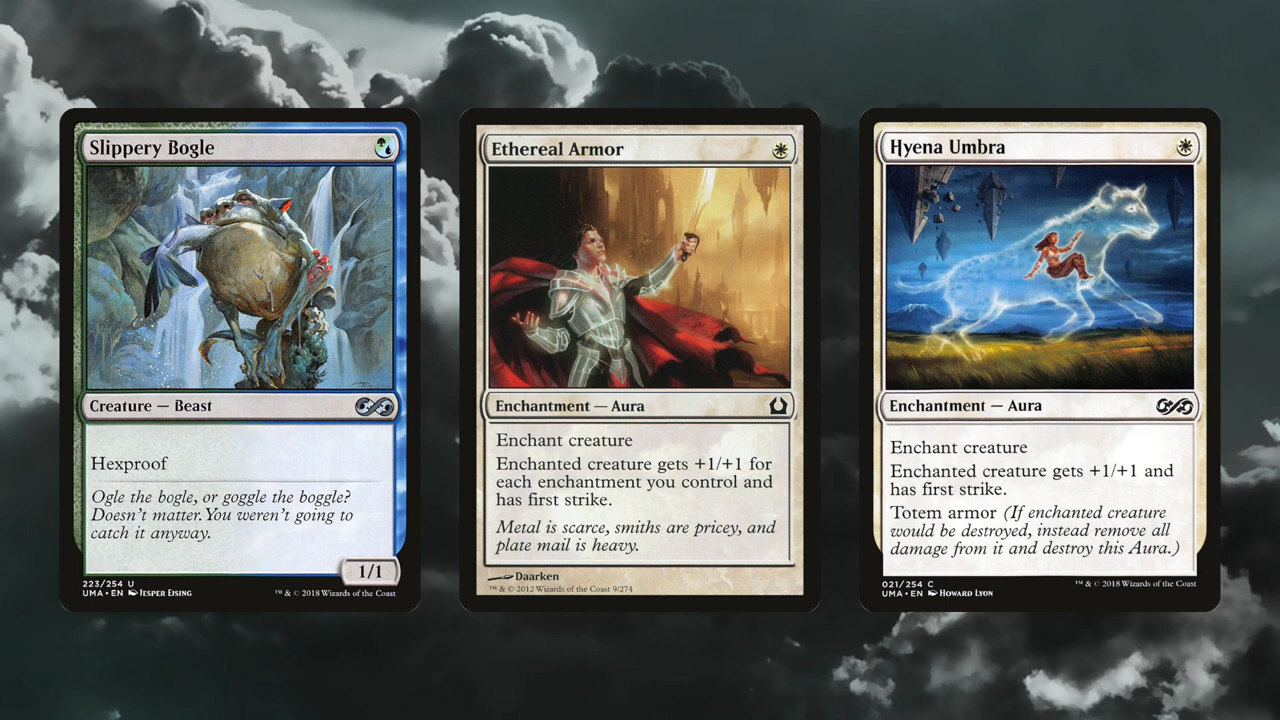 Slippery Bogle
Creature — Beast
Hexproof
Ogle the bogle, or goggle the boggle?
Doesn't matter. You weren't going to
catch it anyway.
1/1
223/254 U
UMA • EN Jesper Ejsing
™ & © 2018 Wizards of the Coast
Ethereal Armor
Enchantment — Aura
Enchant creature
Enchanted creature gets +1/+1 for
each enchantment you control and
has first strike.
Metal is scarce, smiths are pricey, and
plate mail is heavy.
Daarken
™ & © 2012 Wizards of the Coast 9/274
Hyena Umbra
Enchantment — Aura
Enchant creature
Enchanted creature gets +1/+1 and
has first strike.
Totem armor (If enchanted creature
would be destroyed, instead remove all
damage from it and destroy this Aura.)
021/254 C
UMA • EN Howard Lyon
™ & © 2018 Wizards of the Coast